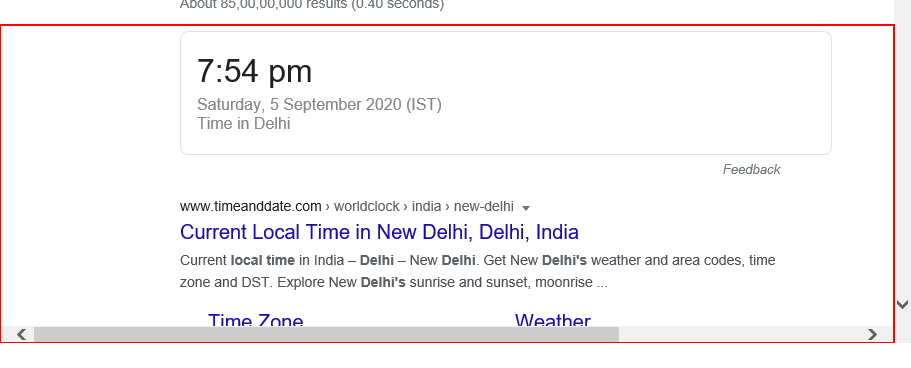 About 85,00,00,000 results (0.40 seconds)
7:54 pm
Saturday, 5 September 2020 (IST)
Time in Delhi
Feedback
www.timeanddate.com › worldclock › india › new-delhi
Current Local Time in New Delhi, Delhi, India
Current local time in India – Delhi – New Delhi. Get New Delhi's weather and area codes, time
zone and DST. Explore New Delhi's sunrise and sunset, moonrise ...
Time Zone Weather